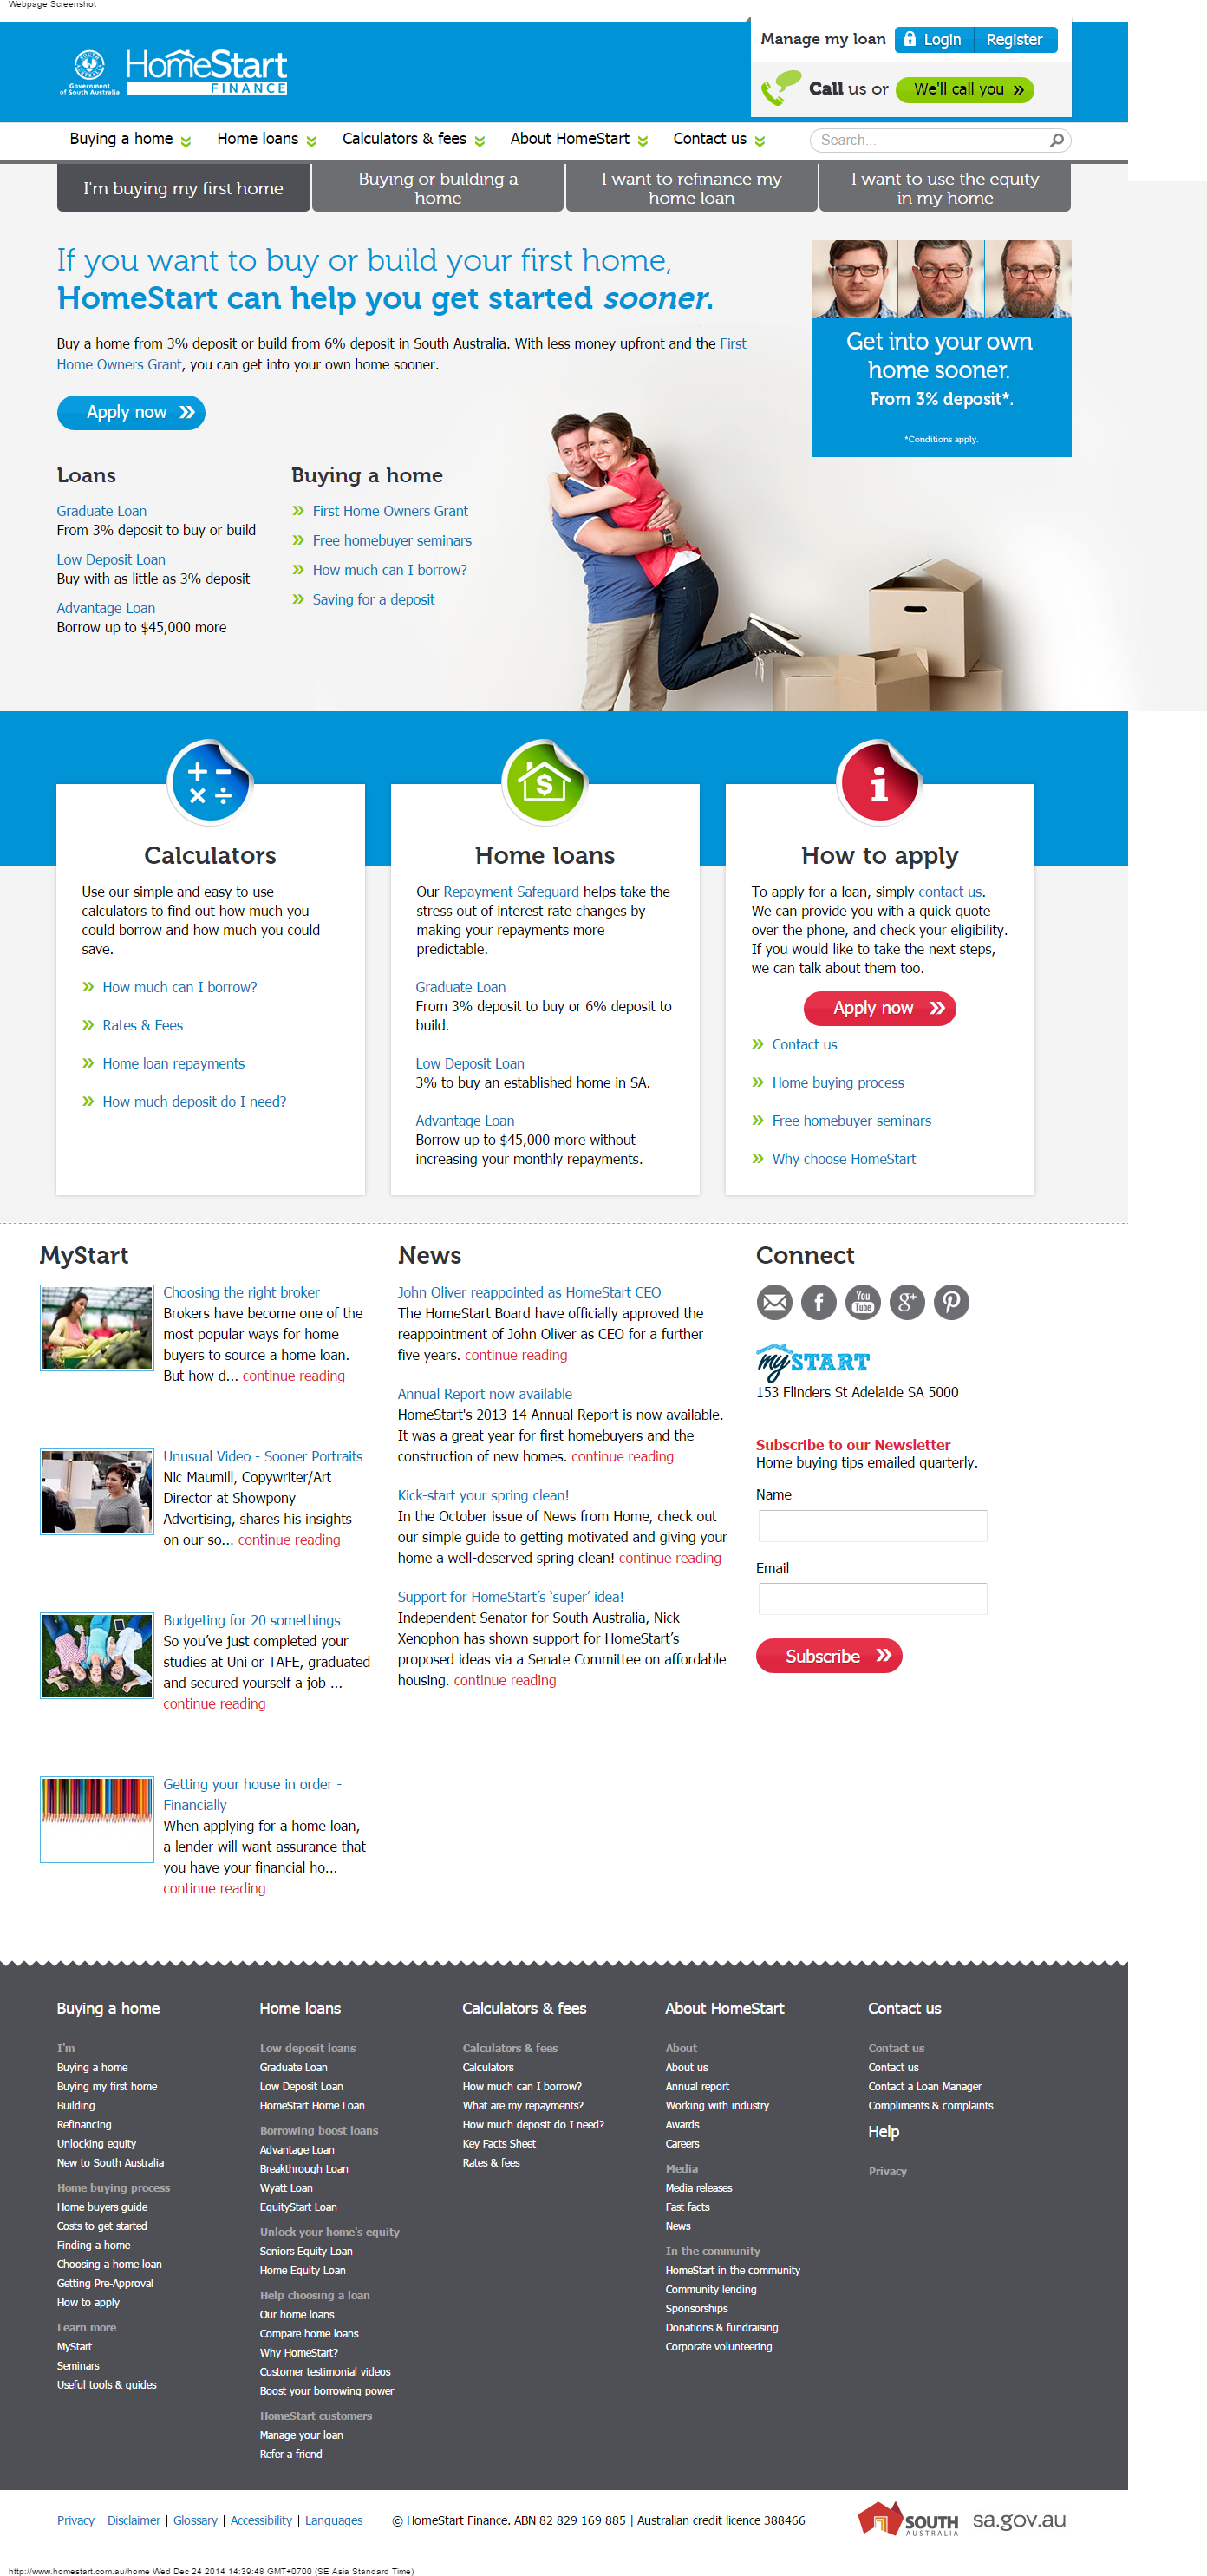 Webpage Screenshot
Manage my loan
Login
Register
Government
of South Australia
HomeStart
FINANCE
Call us or
We'll call you
Buying a home
Home loans
Calculators & fees
About HomeStart
Contact us
Search...
I'm buying my first home
Buying or building a
home
I want to refinance my
home loan
I want to use the equity
in my home
If you want to buy or build your first home,
HomeStart can help you get started sooner.
Buy a home from 3% deposit or build from 6% deposit in South Australia. With less money upfront and the First
Home Owners Grant, you can get into your own home sooner.
Apply now
Get into your own
home sooner.
From 3% deposit*.
*Conditions apply.
Loans
Graduate Loan
From 3% deposit to buy or build
Low Deposit Loan
Buy with as little as 3% deposit
Advantage Loan
Borrow up to $45,000 more
Buying a home
First Home Owners Grant
Free homebuyer seminars
How much can I borrow?
Saving for a deposit
Calculators
Use our simple and easy to use
calculators to find out how much you
could borrow and how much you could
save.
How much can I borrow?
Rates & Fees
Home loan repayments
How much deposit do I need?
Home loans
Our Repayment Safeguard helps take the
stress out of interest rate changes by
making your repayments more
predictable.
Graduate Loan
From 3% deposit to buy or 6% deposit to
build.
Low Deposit Loan
3% to buy an established home in SA.
Advantage Loan
Borrow up to $45,000 more without
increasing your monthly repayments.
How to apply
To apply for a loan, simply contact us.
We can provide you with a quick quote
over the phone, and check your eligibility.
If you would like to take the next steps,
we can talk about them too.
Apply now
Contact us
Home buying process
Free homebuyer seminars
Why choose HomeStart
MyStart
Choosing the right broker
Brokers have become one of the
most popular ways for home
buyers to source a home loan.
But how d... continue reading
Unusual Video - Sooner Portraits
Nic Maumill, Copywriter/Art
Director at Showpony
Advertising, shares his insights
on our so... continue reading
Budgeting for 20 somethings
So you've just completed your
studies at Uni or TAFE, graduated
and secured yourself a job ...
continue reading
Getting your house in order -
Financially
When applying for a home loan,
a lender will want assurance that
you have your financial ho...
continue reading
News
John Oliver reappointed as HomeStart CEO
The HomeStart Board have officially approved the
reappointment of John Oliver as CEO for a further
five years. continue reading
Annual Report now available
HomeStart's 2013-14 Annual Report is now available.
It was a great year for first homebuyers and the
construction of new homes. continue reading
Kick-start your spring clean!
In the October issue of News from Home, check out
our simple guide to getting motivated and giving your
home a well-deserved spring clean! continue reading
Support for HomeStart's 'super' idea!
Independent Senator for South Australia, Nick
Xenophon has shown support for HomeStart's
proposed ideas via a Senate Committee on affordable
housing. continue reading
Connect
f
You
Tube
g+
myStart
153 Flinders St Adelaide SA 5000
Subscribe to our Newsletter
Home buying tips emailed quarterly.
Name
Email
Subscribe
Buying a home
I'm
Buying a home
Buying my first home
Building
Refinancing
Unlocking equity
New to South Australia
Home buying process
Home buyers guide
Costs to get started
Finding a home
Choosing a home loan
Getting Pre-Approval
How to apply
Learn more
MyStart
Seminars
Useful tools & guides
Home loans
Low deposit loans
Graduate Loan
Low Deposit Loan
HomeStart Home Loan
Borrowing boost loans
Advantage Loan
Breakthrough Loan
Wyatt Loan
EquityStart Loan
Unlock your home's equity
Seniors Equity Loan
Home Equity Loan
Help choosing a loan
Our home loans
Compare home loans
Why HomeStart?
Customer testimonial videos
Boost your borrowing power
HomeStart customers
Manage your loan
Refer a friend
Calculators & fees
Calculators & fees
Calculators
How much can I borrow?
What are my repayments?
How much deposit do I need?
Key Facts Sheet
Rates & fees
About HomeStart
About
About us
Annual report
Working with industry
Awards
Careers
Media
Media releases
Fast facts
News
In the community
HomeStart in the community
Community lending
Sponsorships
Donations & fundraising
Corporate volunteering
Contact us
Contact us
Contact us
Contact a Loan Manager
Compliments & complaints
Help
Privacy
Privacy | Disclaimer | Glossary | Accessibility | Languages
© HomeStart Finance. ABN 82 829 169 885 | Australian credit licence 388466
SOUTH
AUSTRALIA
sa.gov.au
http://www.homestart.com.au/home Wed Dec 24 2014 14:39:48 GMT+0700 (SE Asia Standard Time)